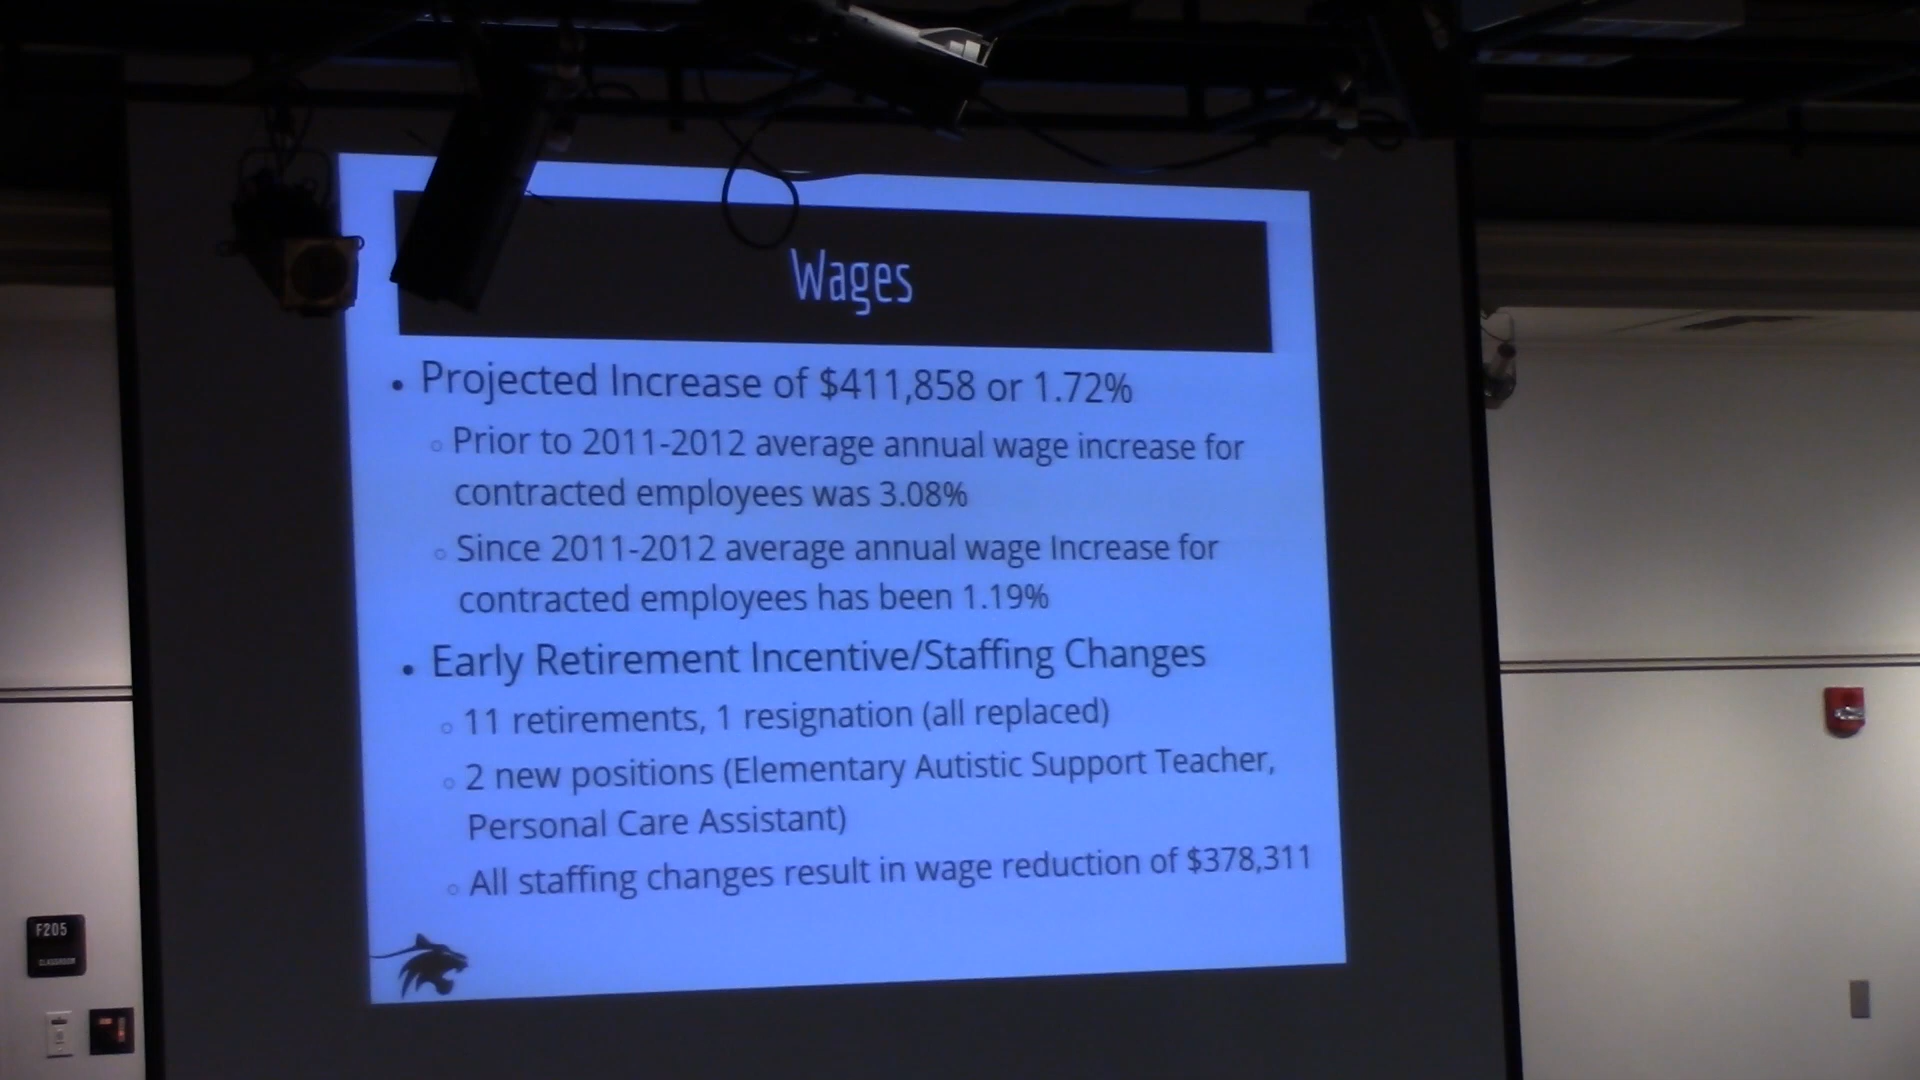 Wages
• Projected Increase of $411,858 or 1.72%
○ Prior to 2011-2012 average annual wage increase for
contracted employees was 3.08%
○ Since 2011-2012 average annual wage Increase for
contracted employees has been 1.19%
• Early Retirement Incentive/Staffing Changes
○ 11 retirements, 1 resignation (all replaced)
○ 2 new positions (Elementary Autistic Support Teacher,
Personal Care Assistant)
○ All staffing changes result in wage reduction of $378,311
F205
CLASSROOM